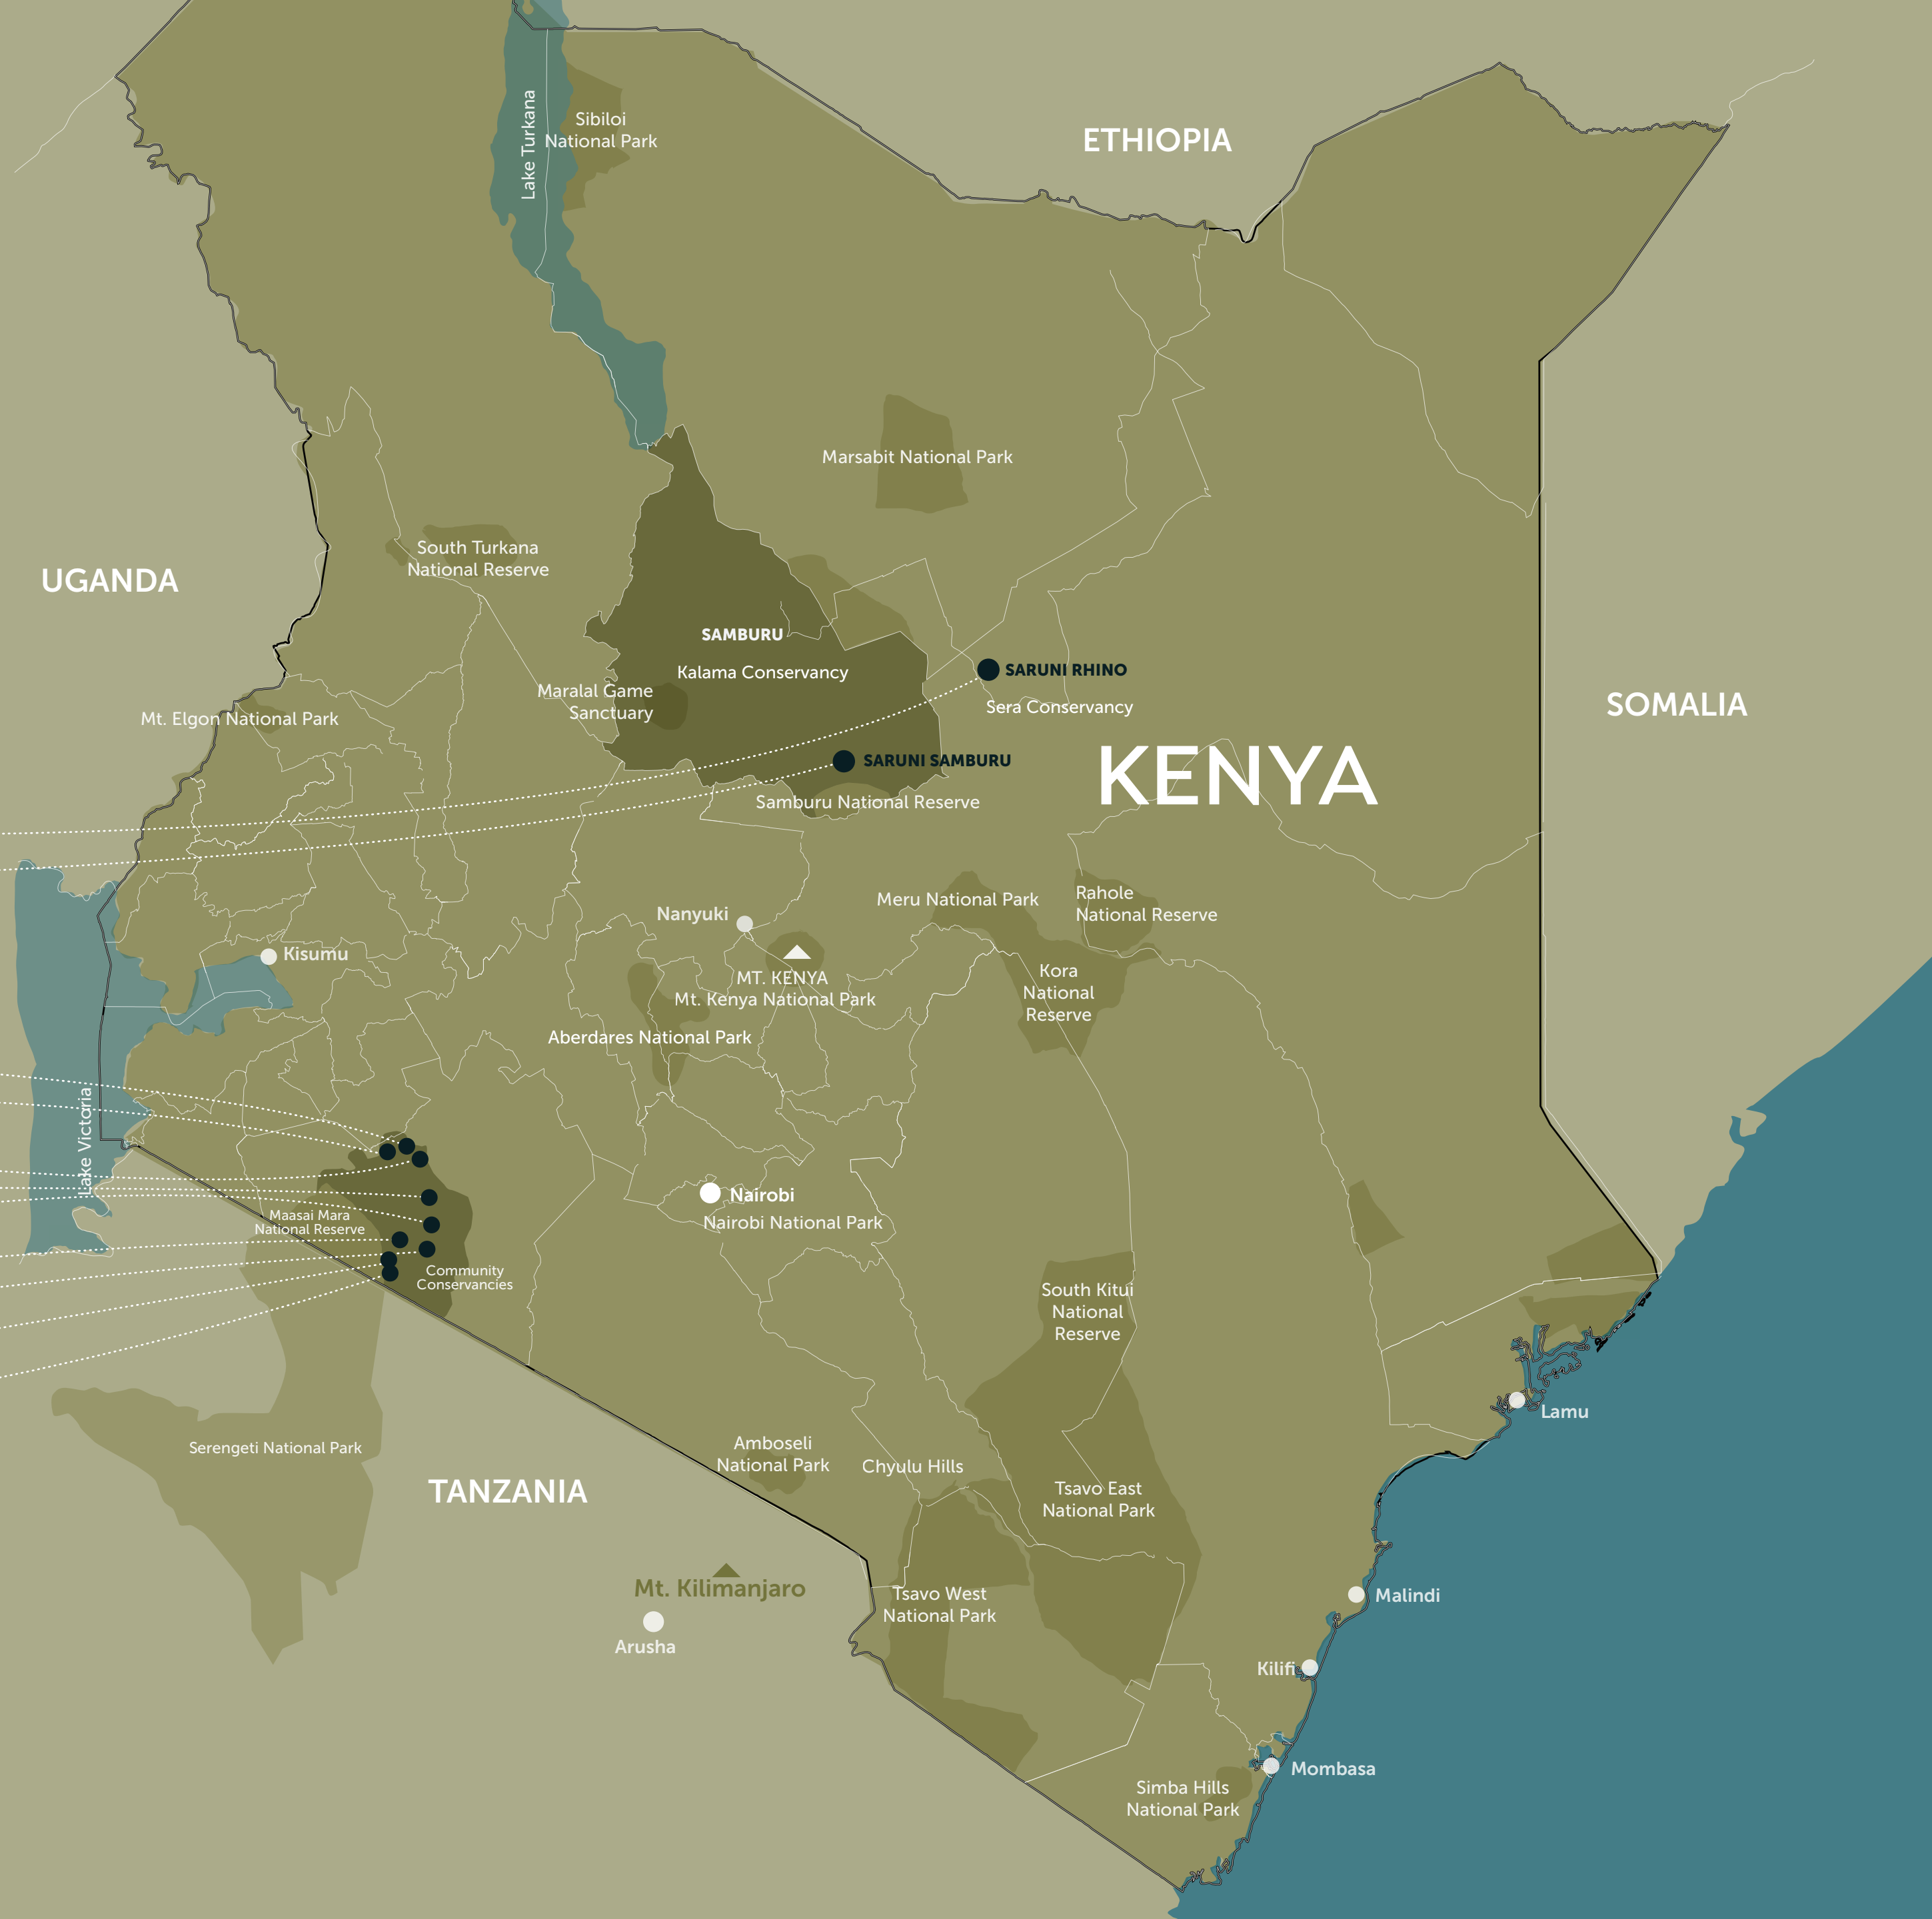 Lake Turkana
Sibiloi
National Park
ETHIOPIA
Marsabit National Park
South Turkana
National Reserve
UGANDA
SAMBURU
Kalama Conservancy
SARUNI RHINO
Maralal Game
Sanctuary
Sera Conservancy
SOMALIA
Mt. Elgon National Park
KENYA
SARUNI SAMBURU
Samburu National Reserve
Meru National Park
Rahole
National Reserve
Nanyuki
Kisumu
MT. KENYA
Mt. Kenya National Park
Kora
National
Reserve
Aberdares National Park
Lake Victoria
Nairobi
Nairobi National Park
Maasai Mara
National Reserve
Community
Conservancies
South Kitui
National
Reserve
Lamu
Serengeti National Park
Amboseli
National Park
Chyulu Hills
TANZANIA
Tsavo East
National Park
Mt. Kilimanjaro
Tsavo West
National Park
Malindi
Arusha
Kilifi
Mombasa
Simba Hills
National Park